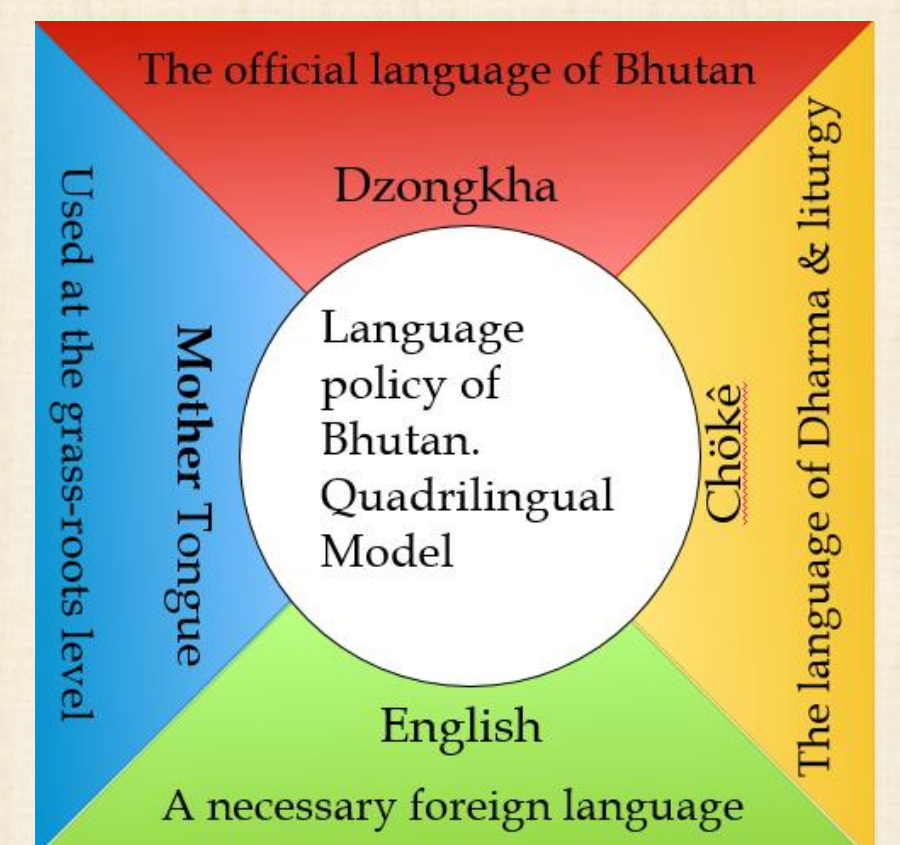 The official language of Bhutan
Dzongkha
Used at the grass-roots level
Mother Tongue
Language
policy of
Bhutan.
Quadrilingual
Model
Chökê
The language of Dharma & liturgy
English
A necessary foreign language